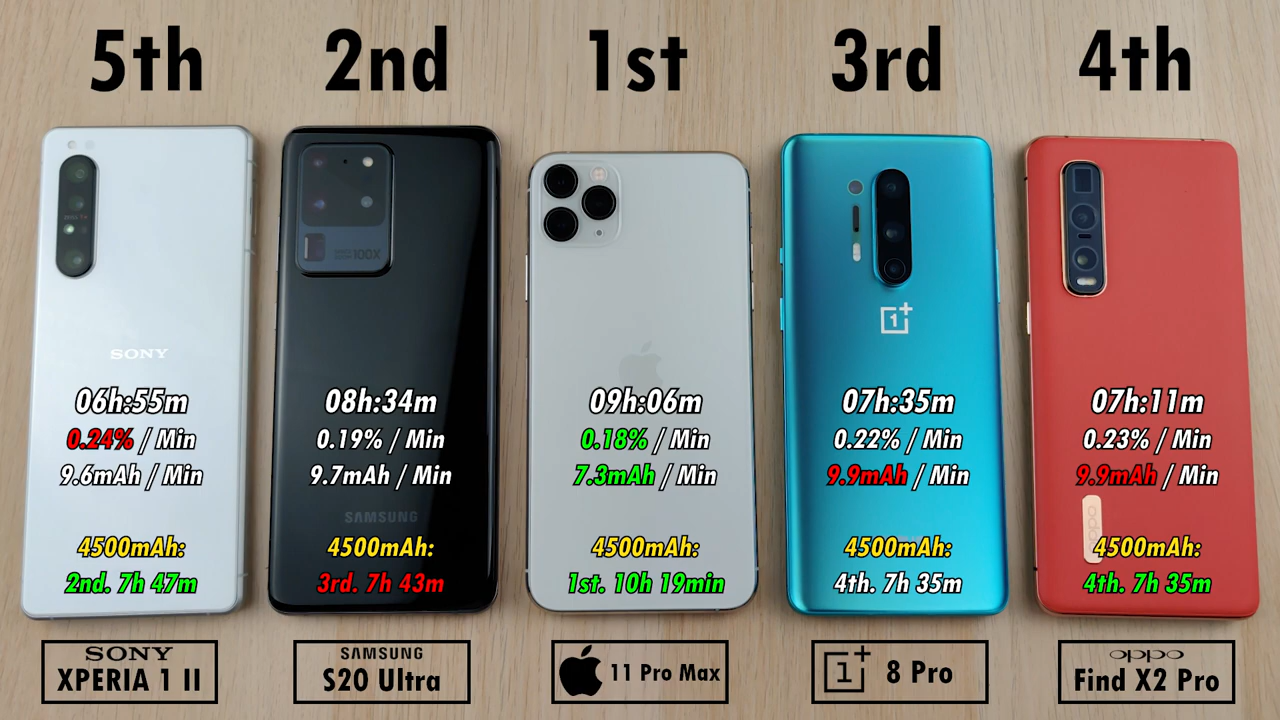 5th
2nd
1st
3rd
4th
100X
SONY
06h:55m
0.24% / Min
9.6mAh / Min
4500mAh:
2nd. 7h 47m
08h:34m
0.19% / Min
9.7mAh / Min
SAMSUNG
4500mAh:
3rd. 7h 43m
09h:06m
0.18% / Min
7.3mAh / Min
4500mAh:
1st. 10h 19min
1+
07h:35m
0.22% / Min
9.9mAh / Min
4500mAh:
4th. 7h 35m
07h:11m
0.23% / Min
9.9mAh / Min
oppo
4500mAh:
4th. 7h 35m
SONY
XPERIA 1 II
SAMSUNG
S20 Ultra
11 Pro Max
1+ 8 Pro
oppo
Find X2 Pro